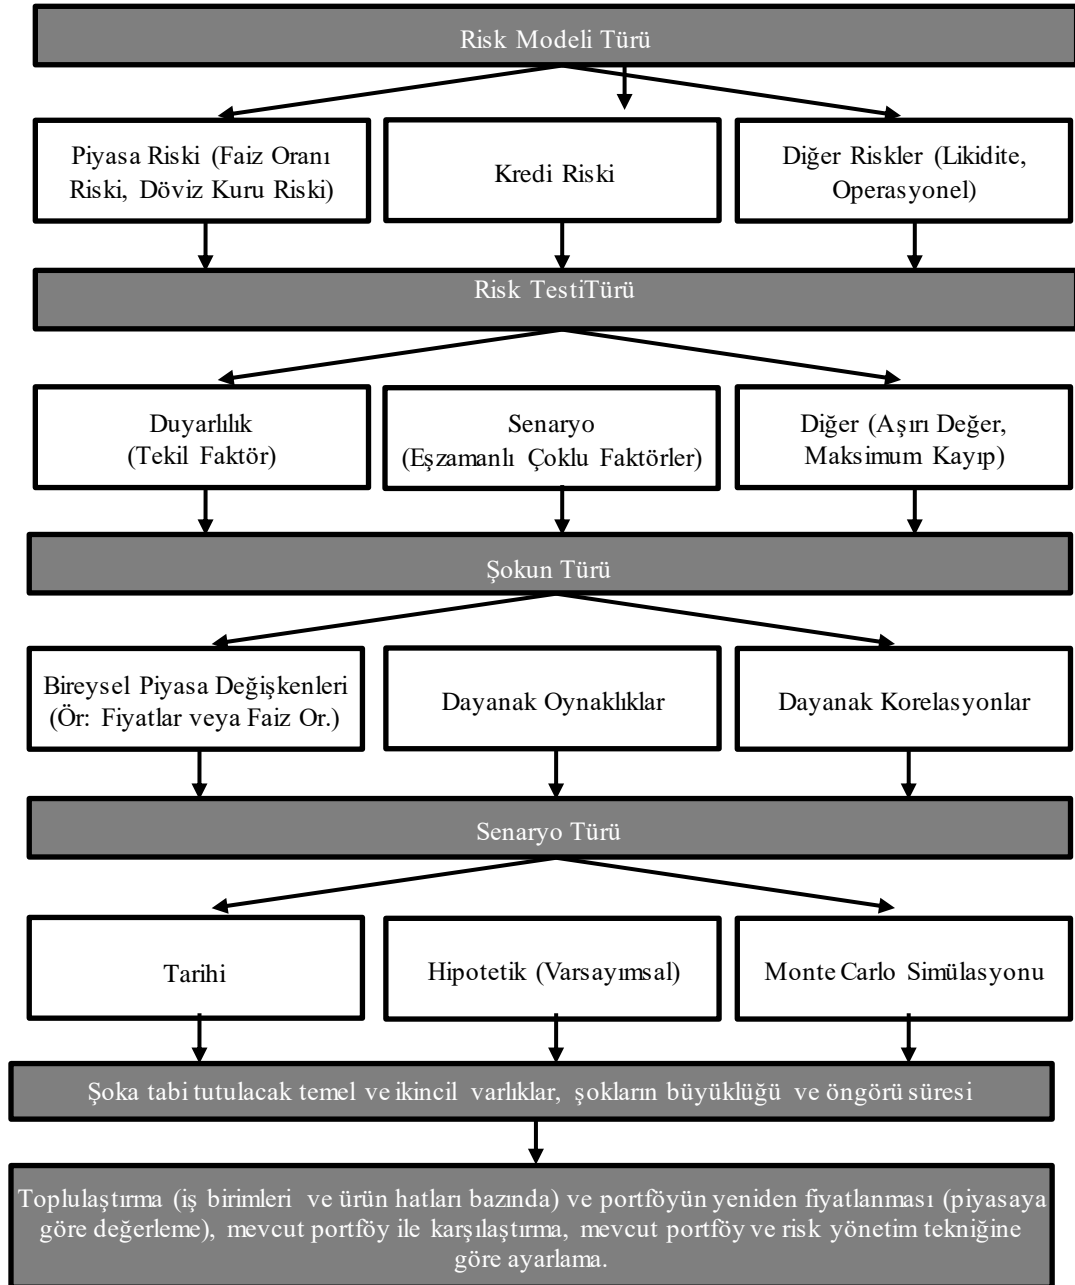 Risk Modeli Türü
Piyasa Riski (Faiz Oranı
Riski, Döviz Kuru Riski)
Kredi Riski
Diğer Riskler (Likidite,
Operasyonel)
Risk TestiTürü
Duyarlılık
(Tekil Faktör)
Senaryo
(Eşzamanlı Çoklu Faktörler)
Diğer (Aşırı Değer,
Maksimum Kayıp)
Şokun Türü
Bireysel Piyasa Değişkenleri
(Ör: Fiyatlar veya Faiz Or.)
Dayanak Oynaklıklar
Dayanak Korelasyonlar
Senaryo Türü
Tarihi
Hipotetik (Varsayımsal)
Monte Carlo Simülasyonu
Şoka tabi tutulacak temel ve ikincil varlıklar, şokların büyüklüğü ve öngörü süresi
Toplulaştırma (iş birimleri ve ürün hatları bazında) ve portföyün yeniden fiyatlanması (piyasaya
göre değerleme), mevcut portföy ile karşılaştırma, mevcut portföy ve risk yönetim tekniğine
göre ayarlama.